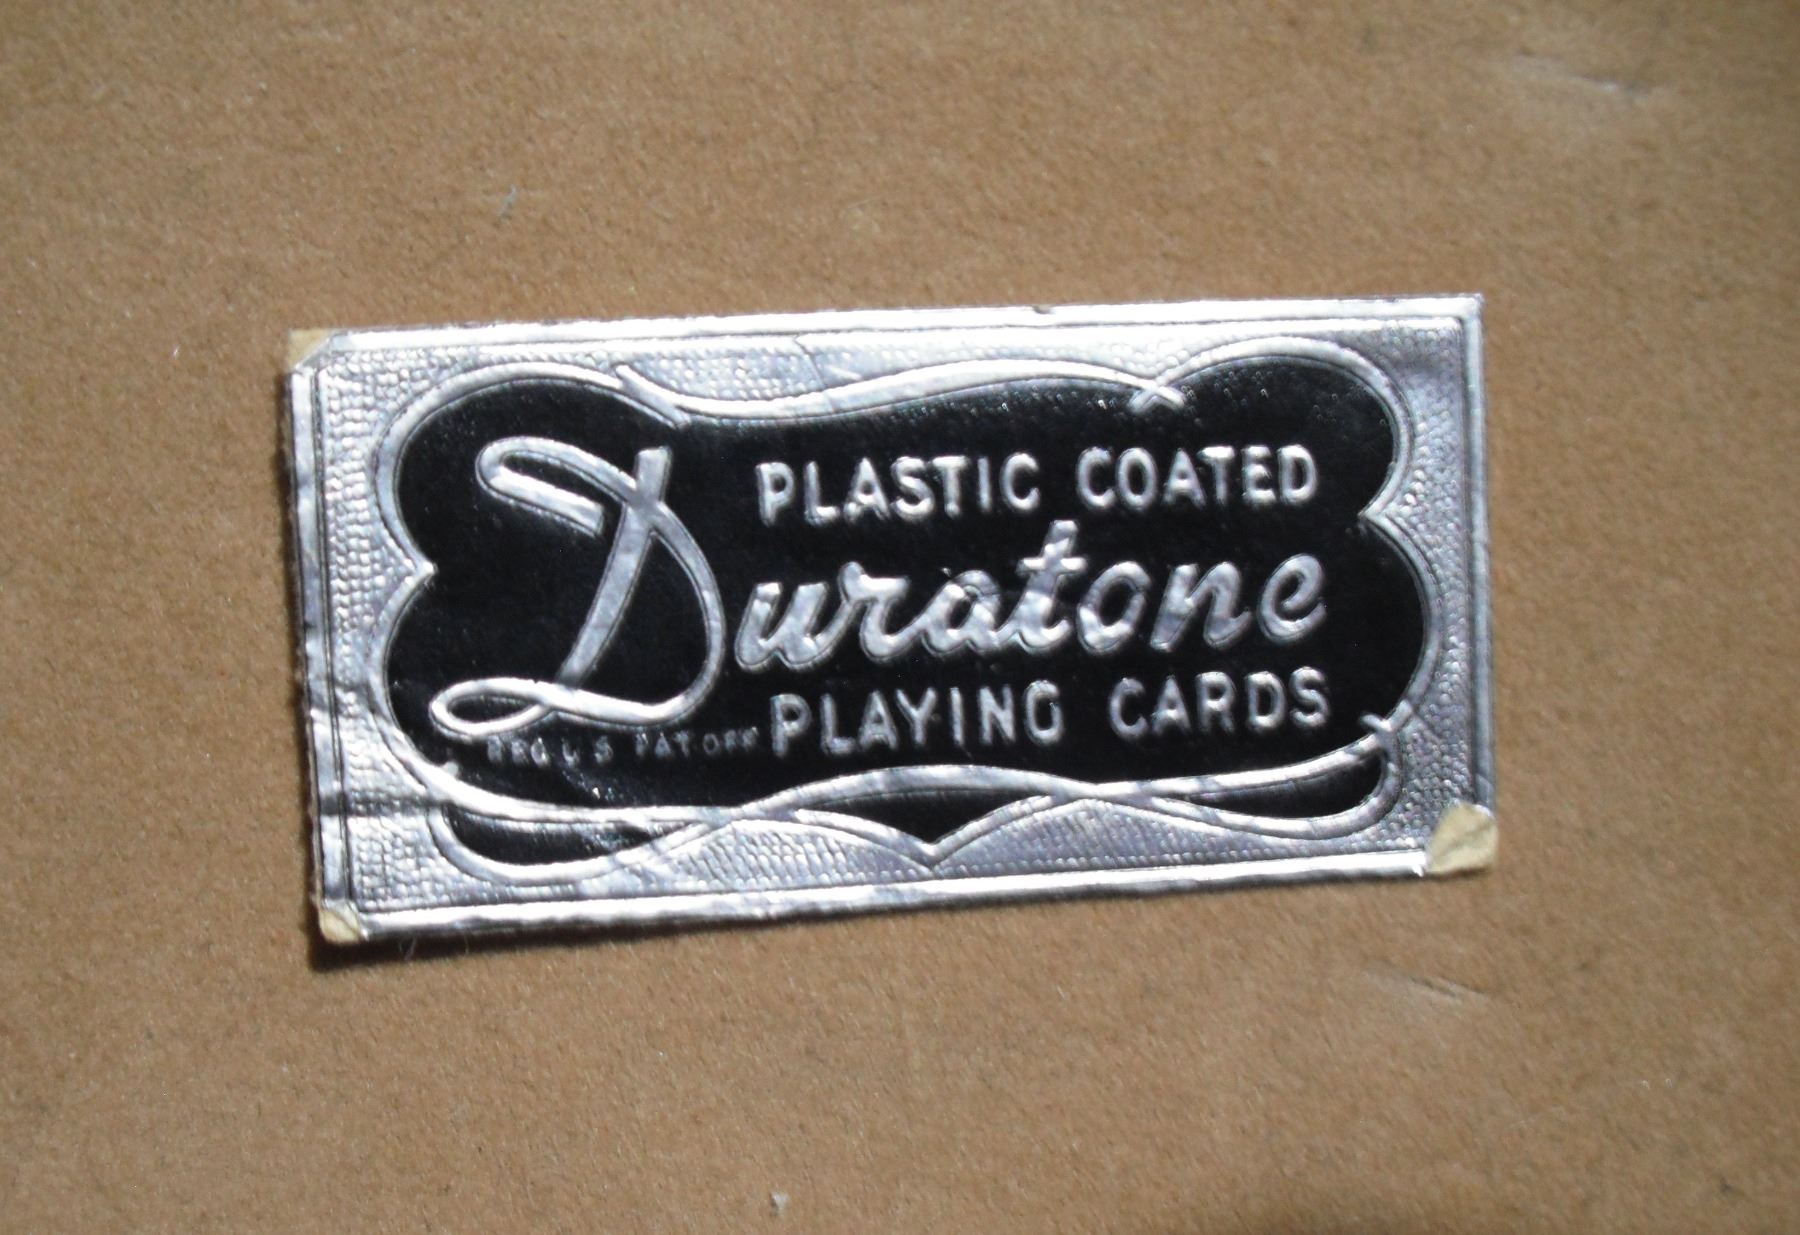 PLASTIC COATED
Duratone
PLAYING CARDS
REG U S PAT OFF